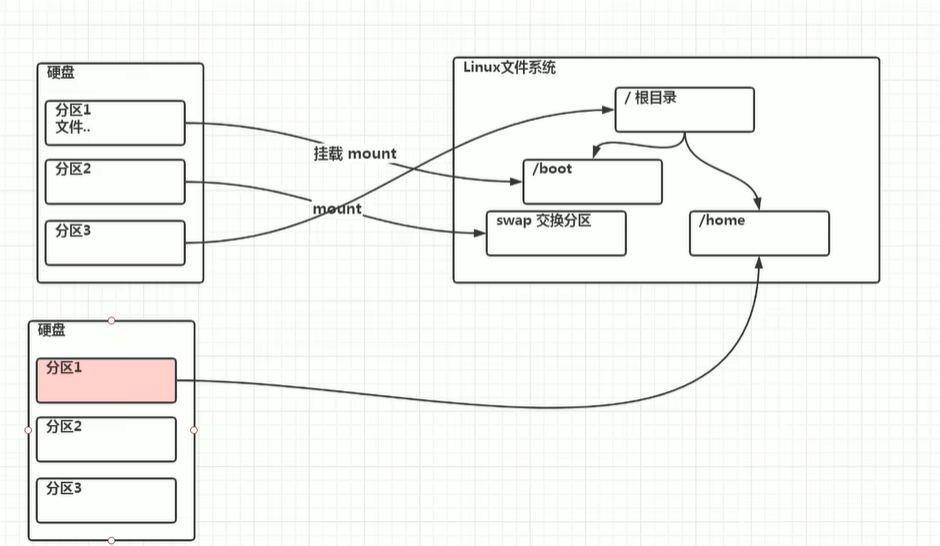 硬盘
分区1
文件..
分区2
分区3
挂载 mount
mount
Linux文件系统
/ 根目录
/boot
swap 交换分区
/home
硬盘
分区1
分区2
分区3